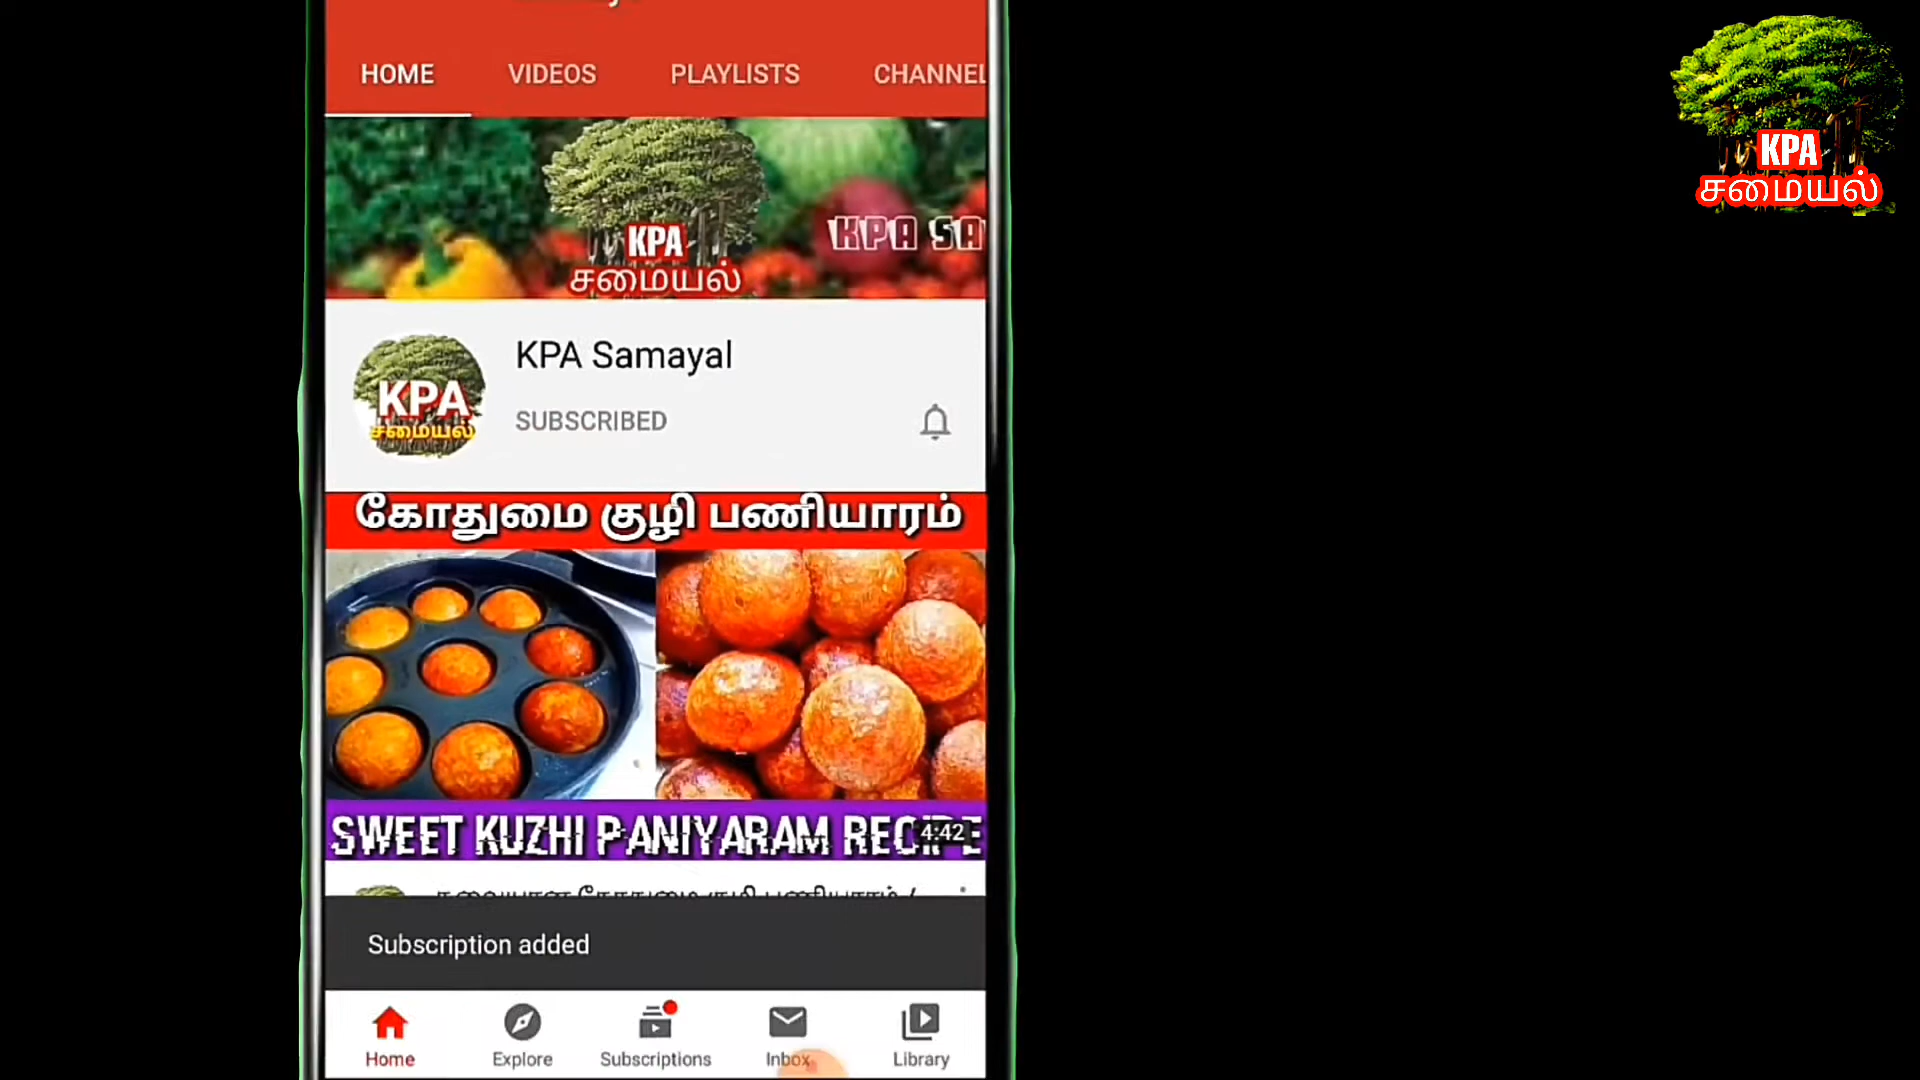 HOME VIDEOS PLAYLISTS CHANNEL
KPA
சமையல்
KPA SA
KPA
சமையல்
KPA Samayal
KPA
சமையல்
SUBSCRIBED
கோதுமை குழி பணியாரம்
SWEET KUZHI PANIYARAM RECIPE
4:42
Subscription added
Home Explore Subscriptions Inbox Library